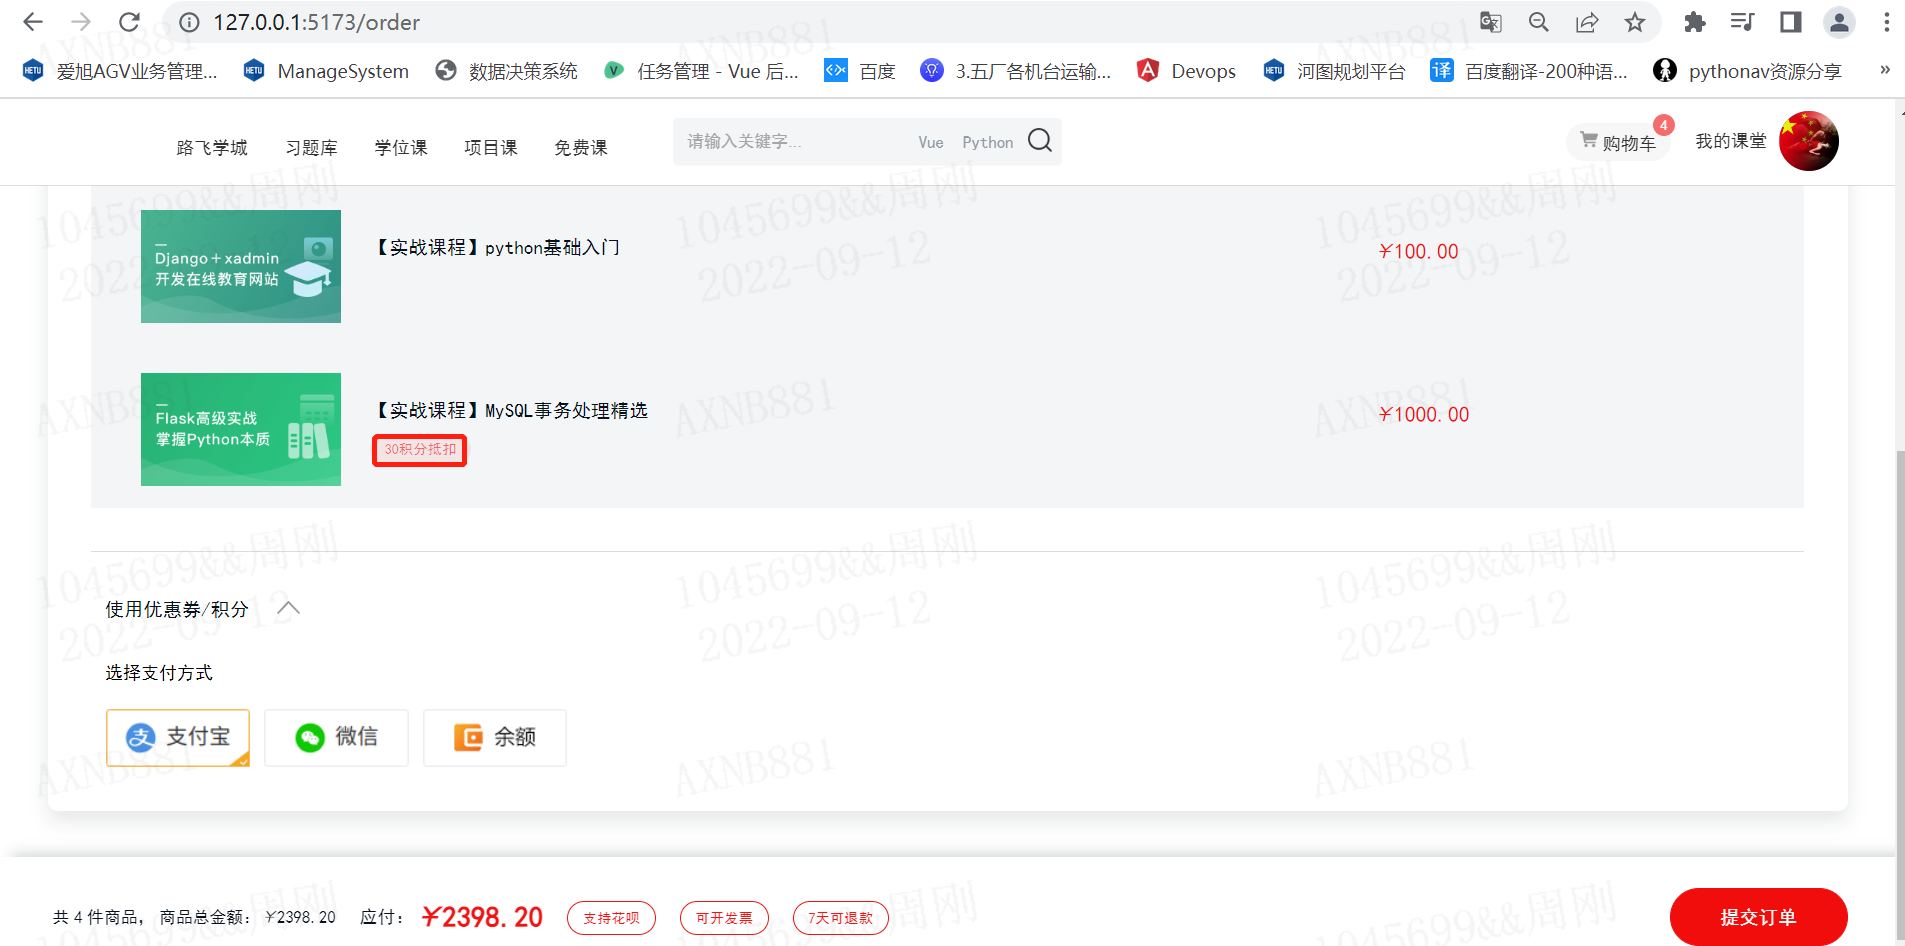 127.0.0.1:5173/order
爱旭AGV业务管理... ManageSystem 数据决策系统 任务管理 - Vue 后... 百度 3.五厂各机台运输... Devops 河图规划平台 百度翻译-200种语... pythonav资源分享 »
路飞学城 习题库 学位课 项目课 免费课 请输入关键字... Vue Python 购物车 4 我的课堂
Django+xadmin
开发在线教育网站
【实战课程】python基础入门 ¥100.00
Flask高级实战
掌握Python本质
【实战课程】MySQL事务处理精选 ¥1000.00
30积分抵扣
使用优惠券/积分
选择支付方式
支付宝 微信 余额
共 4 件商品， 商品总金额： ¥2398.20 应付： ¥2398.20 支持花呗 可开发票 7天可退款 提交订单
AXNB881
1045699&&周刚
2022-09-12